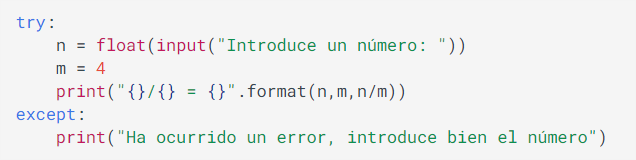 try:
    n = float(input("Introduce un número: "))
    m = 4
    print("{}/{} = {}".format(n,m,n/m))
except:
    print("Ha ocurrido un error, introduce bien el número")